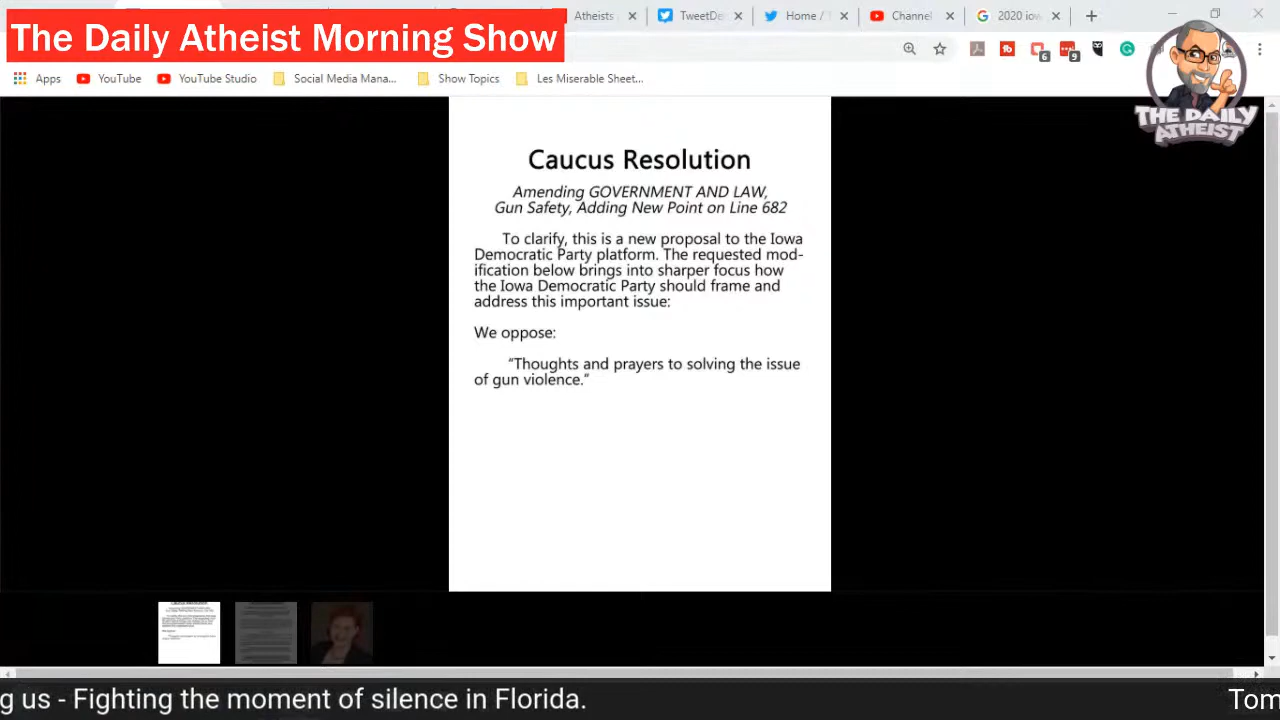 The Daily Atheist Morning Show
Atheists
TweetDe
Home / T
Channel
2020 iow
6
9
Apps
YouTube
YouTube Studio
Social Media Mana...
Show Topics
Les Miserable Sheet...
THE DAILY
ATHEIST
Caucus Resolution
Amending GOVERNMENT AND LAW,
Gun Safety, Adding New Point on Line 682
To clarify, this is a new proposal to the Iowa
Democratic Party platform. The requested mod-
ification below brings into sharper focus how
the Iowa Democratic Party should frame and
address this important issue:
We oppose:
“Thoughts and prayers to solving the issue
of gun violence.”
g us - Fighting the moment of silence in Florida.
Tom